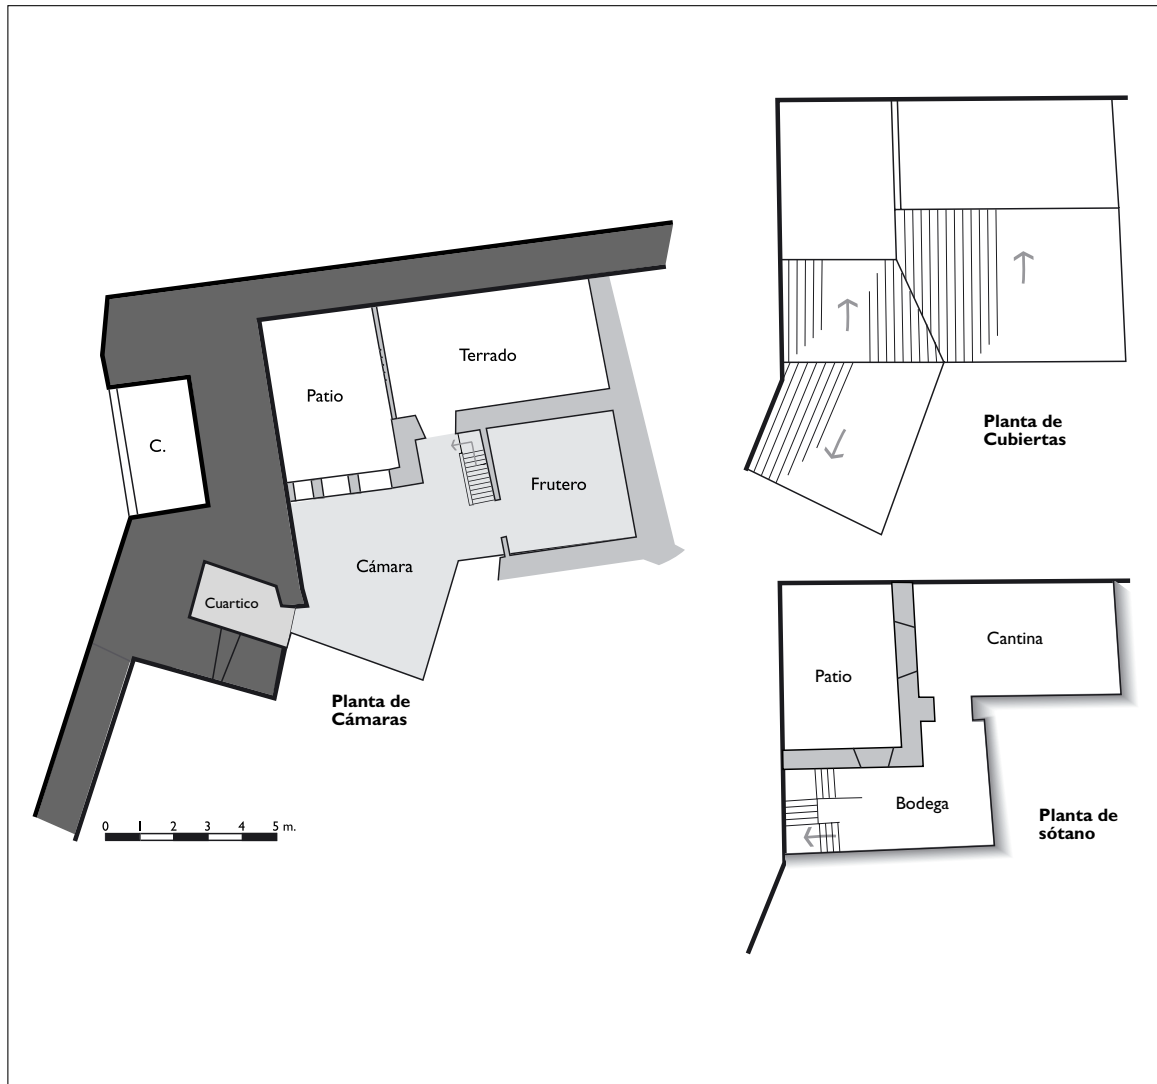 Terrado
Patio
C.
Frutero
Cámara
Cuartico
Planta de
Cámaras
0 1 2 3 4 5 m.
Planta de
Cubiertas
Cantina
Patio
Bodega
Planta de
sótano